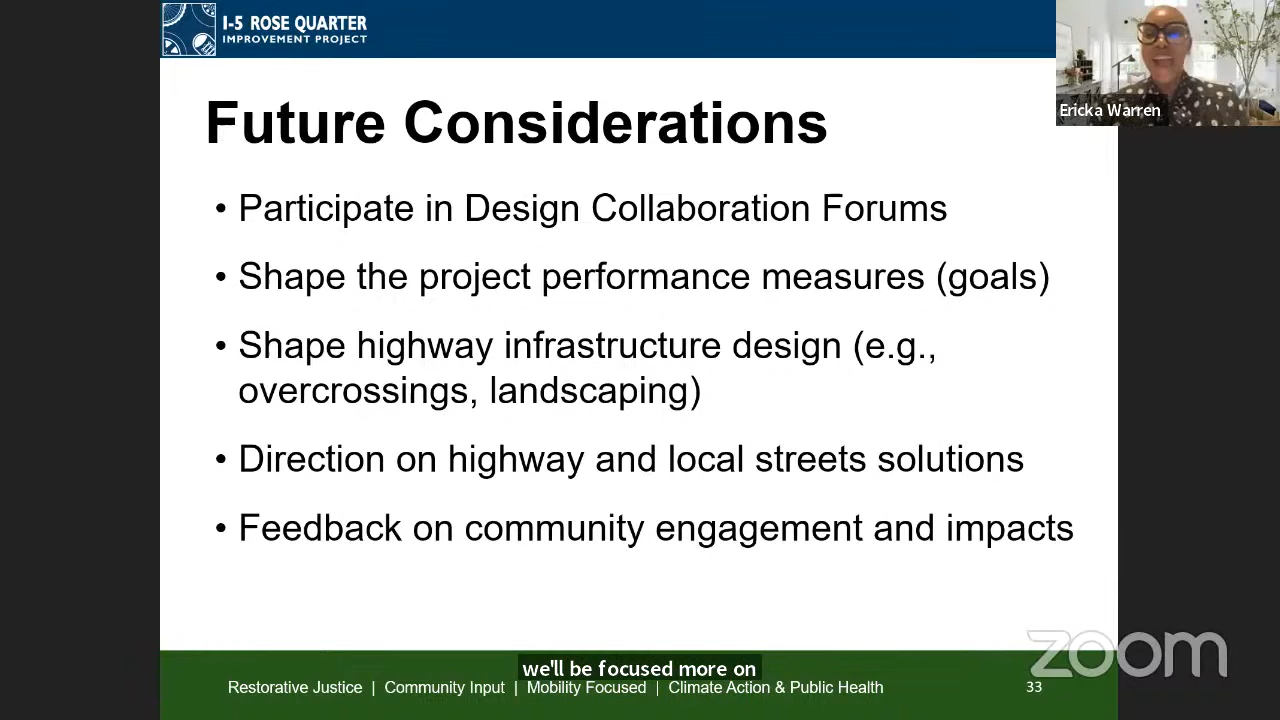 I-5 ROSE QUARTER
IMPROVEMENT PROJECT
Ericka Warren
Future Considerations
• Participate in Design Collaboration Forums
• Shape the project performance measures (goals)
• Shape highway infrastructure design (e.g.,
overcrossings, landscaping)
• Direction on highway and local streets solutions
• Feedback on community engagement and impacts
zoom
we'll be focused more on
Restorative Justice | Community Input | Mobility Focused | Climate Action & Public Health
33